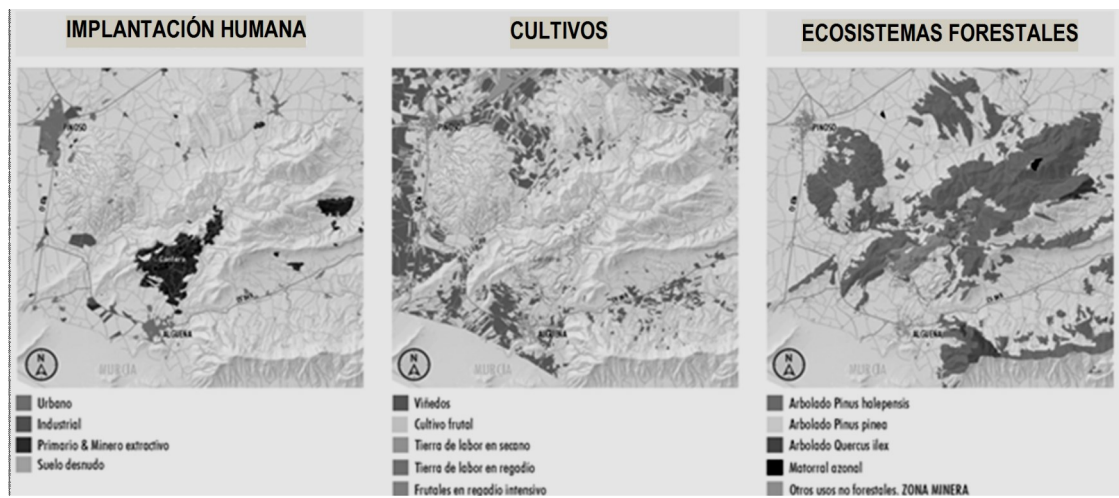 IMPLANTACIÓN HUMANA
CULTIVOS
ECOSISTEMAS FORESTALES
PINOSO
Cantera
ALGUEÑA
MURCIA
N
PINOSO
ALGUEÑA
MURCIA
N
PINOSO
ALGUEÑA
MURCIA
N
Urbano
Industrial
Primario & Minero extractivo
Suelo desnudo
Viñedos
Cultivo frutal
Tierra de labor en secano
Tierra de labor en regadío
Frutales en regadío intensivo
Arbolado Pinus halepensis
Arbolado Pinus pinea
Arbolado Quercus ilex
Matorral azonal
Otros usos no forestales. ZONA MINERA